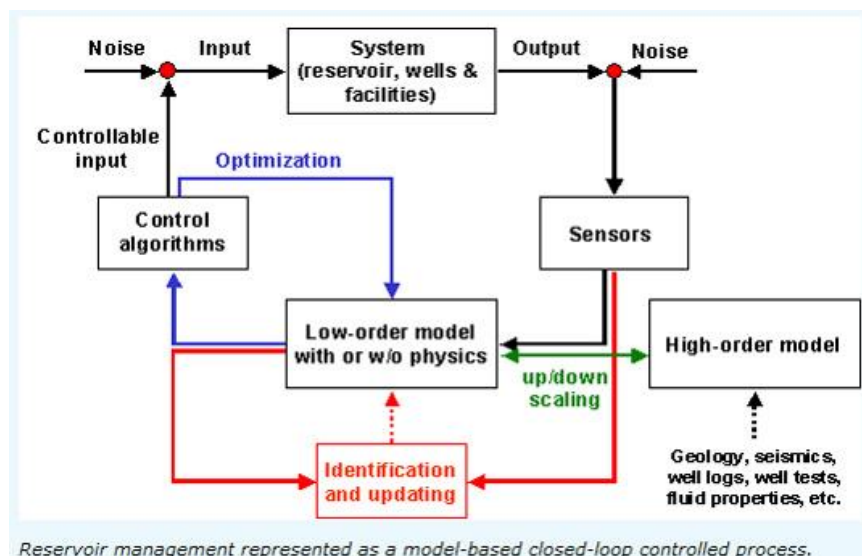 Noise
Input
System
(reservoir, wells &
facilities)
Output
Noise
Controllable
input
Optimization
Control
algorithms
Sensors
Low-order model
with or w/o physics
High-order model
up/down
scaling
Identification
and updating
Geology, seismics,
well logs, well tests,
fluid properties, etc.
Reservoir management represented as a model-based closed-loop controlled process.